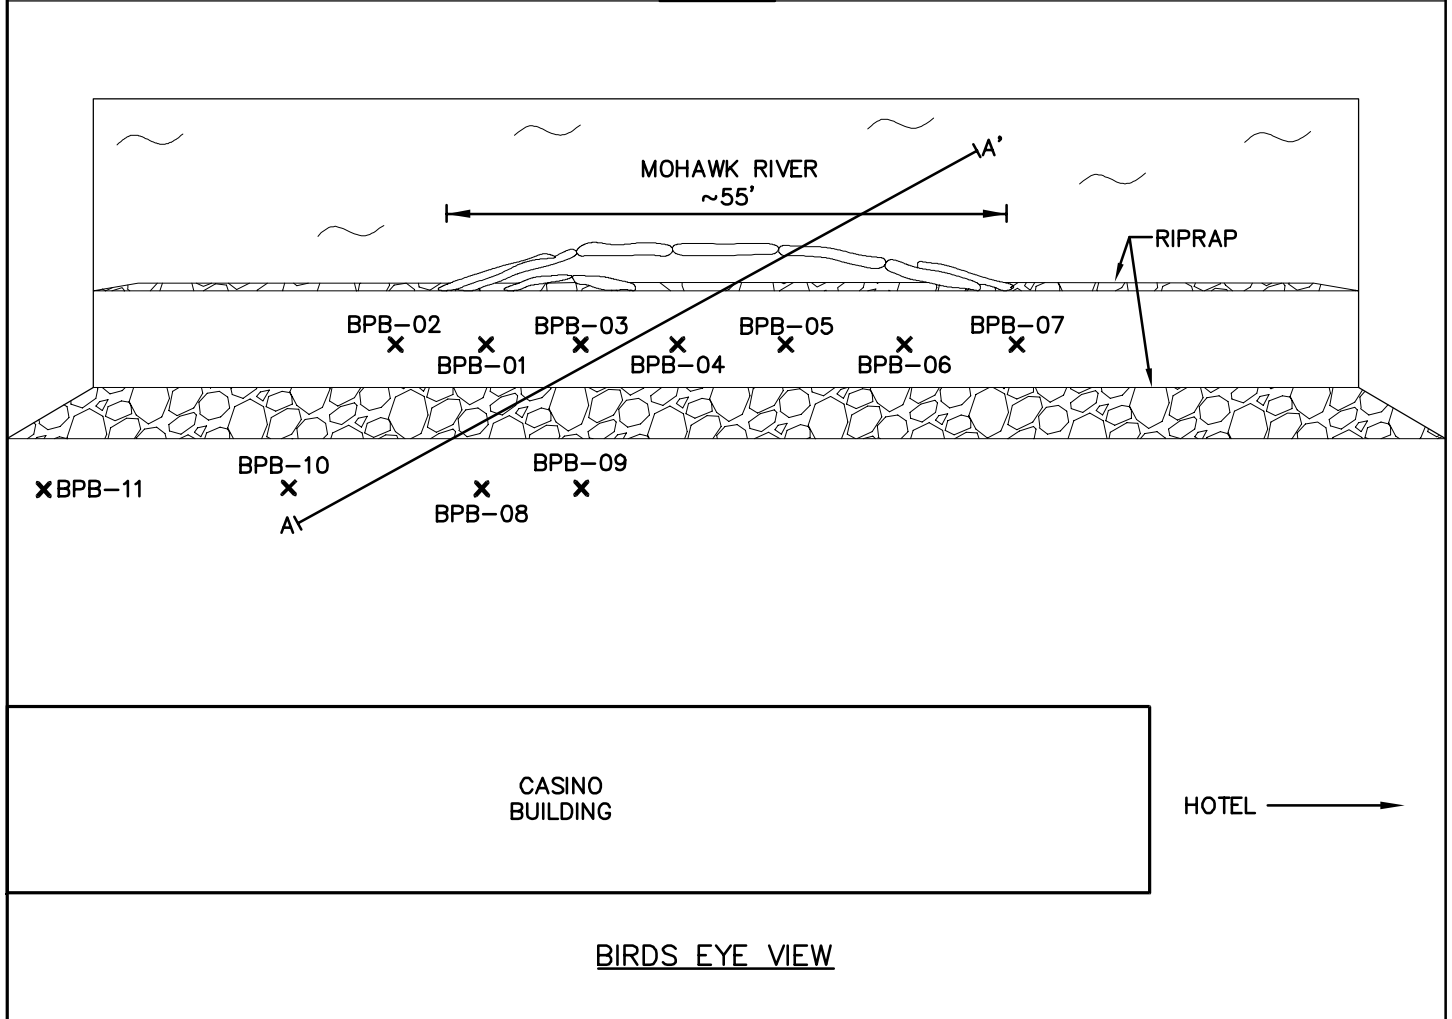 A'
MOHAWK RIVER
~55'
RIPRAP
BPB-02
BPB-03
BPB-05
BPB-07
BPB-01
BPB-04
BPB-06
BPB-10
BPB-09
BPB-11
BPB-08
A
CASINO
BUILDING
HOTEL
BIRDS EYE VIEW